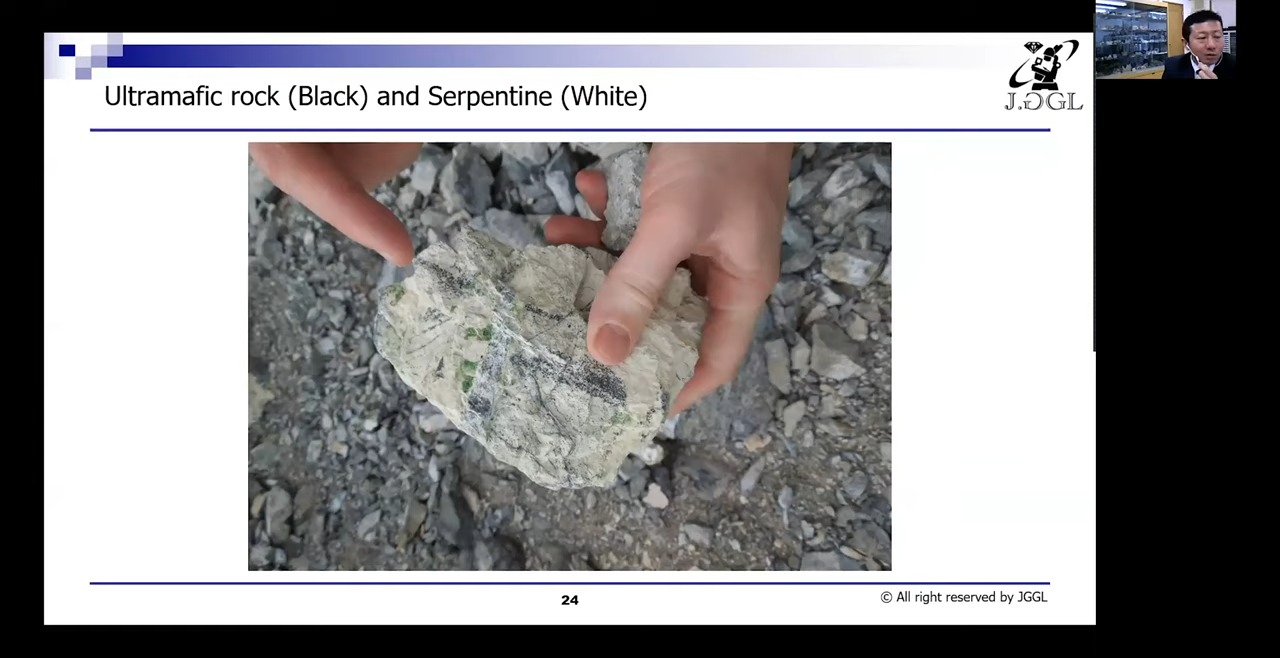 Ultramafic rock (Black) and Serpentine (White)
J.GGL
24
© All right reserved by JGGL